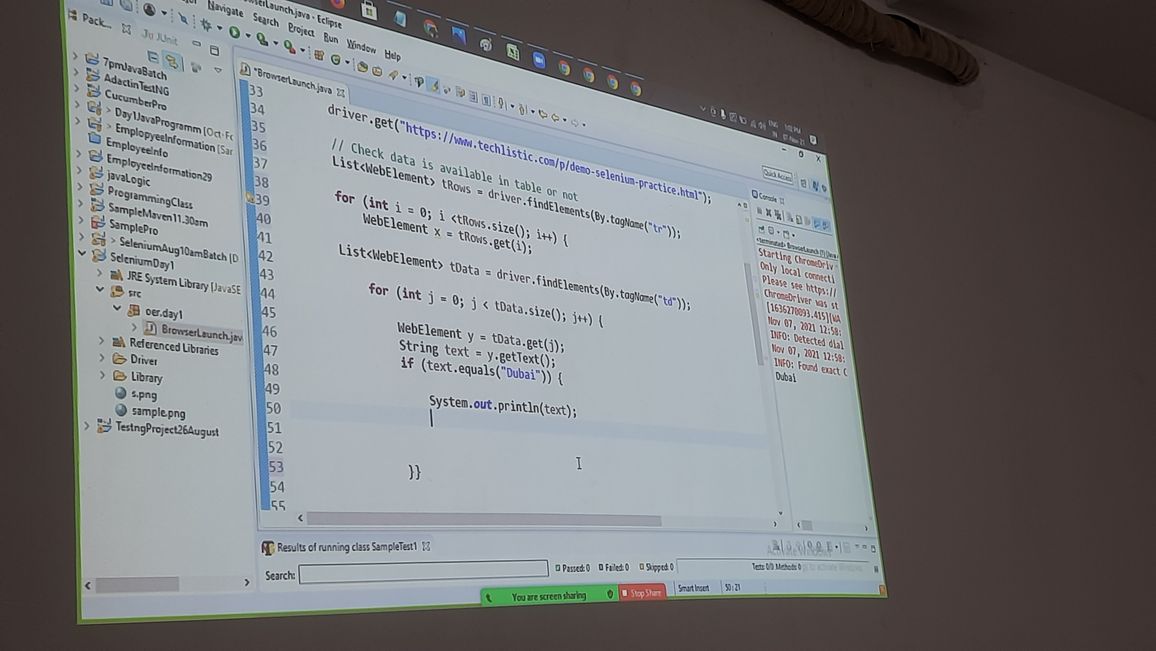 BrowserLaunch.java - Eclipse
Navigate Search Project Run Window Help
Pack...
Ju JUnit
7pmJavaBatch
AdactinTestNG
CucumberPro
> Day1JavaProgramm [Oct-Fc
> EmplopyeeInformation [Sar
EmployeeInfo
EmployeeInformation29
javaLogic
ProgrammingClass
SampleMaven11.30am
SamplePro
> SeleniumAug10amBatch [D
SeleniumDay1
JRE System Library [JavaSE
src
oer.day1
BrowserLaunch.jav
Referenced Libraries
Driver
Library
s.png
sample.png
TestngProject26August
*BrowserLaunch.java
33
34
35
36
37
38
39
40
41
42
43
44
45
46
47
48
49
50
51
52
53
54
55
driver.get("https://www.techlistic.com/p/demo-selenium-practice.html");
// Check data is available in table or not
List<WebElement> tRows = driver.findElements(By.tagName("tr"));
for (int i = 0; i <tRows.size(); i++) {
WebElement x = tRows.get(i);
List<WebElement> tData = driver.findElements(By.tagName("td"));
for (int j = 0; j < tData.size(); j++) {
WebElement y = tData.get(j);
String text = y.getText();
if (text.equals("Dubai")) {
System.out.println(text);
}}
ENG
Quick Access
Console
<terminated> BrowserLaunch (1) [Java
Starting ChromeDriv
Only local connecti
Please see https://
ChromeDriver was st
[1636270093.415][WA
Nov 07, 2021 12:58:
INFO: Detected dial
Nov 07, 2021 12:58:
INFO: Found exact C
Dubai
Results of running class SampleTest1
Search:
Passed: 0 Failed: 0 Skipped: 0
Tests: 0/0 Methods: 0
You are screen sharing
Stop Share
Smart Insert
50 : 21